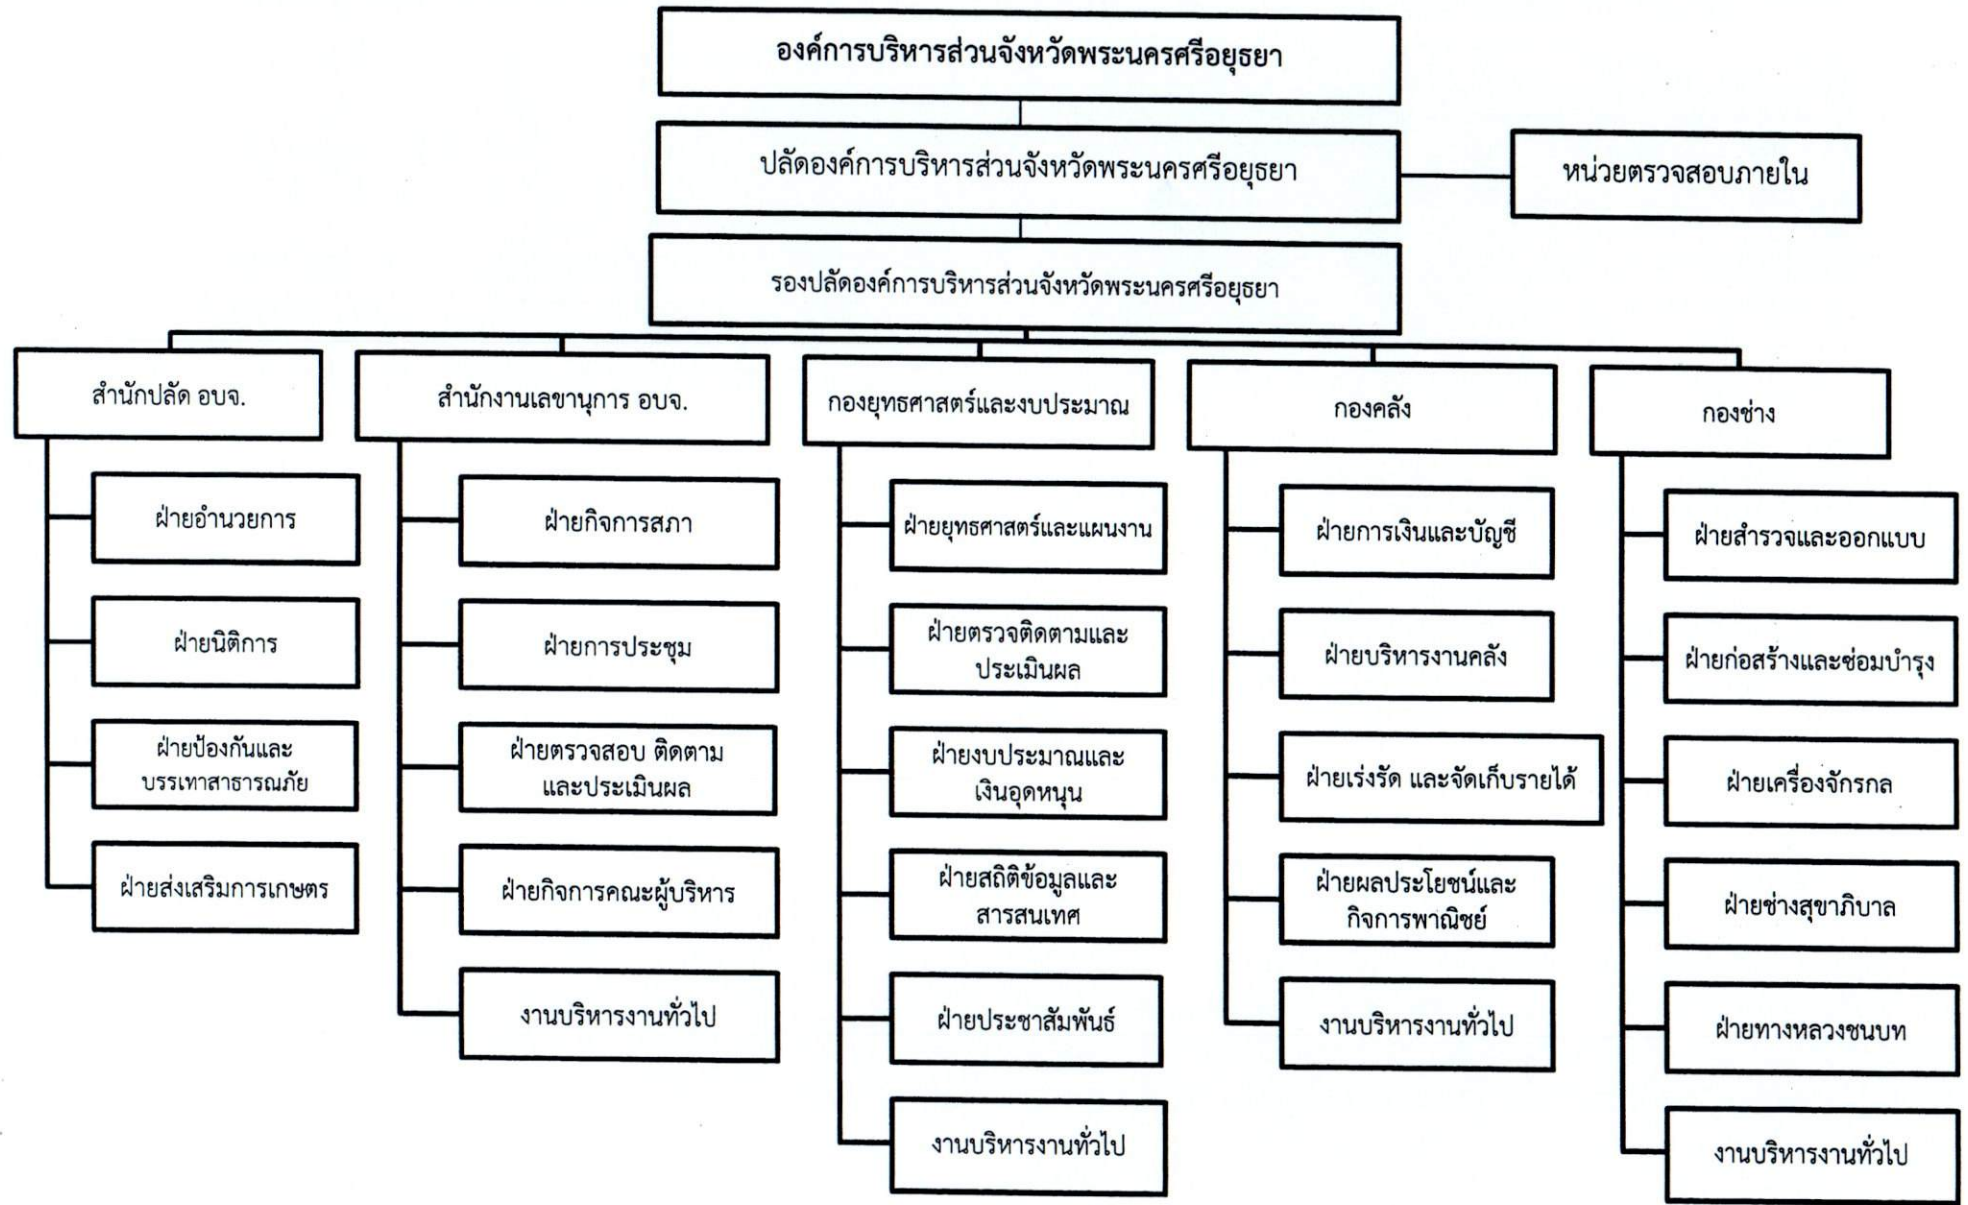 องค์การบริหารส่วนจังหวัดพระนครศรีอยุธยา
ปลัดองค์การบริหารส่วนจังหวัดพระนครศรีอยุธยา
หน่วยตรวจสอบภายใน
รองปลัดองค์การบริหารส่วนจังหวัดพระนครศรีอยุธยา
สำนักปลัด อบจ.
ฝ่ายอำนวยการ
ฝ่ายนิติการ
ฝ่ายป้องกันและ
บรรเทาสาธารณภัย
ฝ่ายส่งเสริมการเกษตร
สำนักงานเลขานุการ อบจ.
ฝ่ายกิจการสภา
ฝ่ายการประชุม
ฝ่ายตรวจสอบ ติดตาม
และประเมินผล
ฝ่ายกิจการคณะผู้บริหาร
งานบริหารงานทั่วไป
กองยุทธศาสตร์และงบประมาณ
ฝ่ายยุทธศาสตร์และแผนงาน
ฝ่ายตรวจติดตามและ
ประเมินผล
ฝ่ายงบประมาณและ
เงินอุดหนุน
ฝ่ายสถิติข้อมูลและ
สารสนเทศ
ฝ่ายประชาสัมพันธ์
งานบริหารงานทั่วไป
กองคลัง
ฝ่ายการเงินและบัญชี
ฝ่ายบริหารงานคลัง
ฝ่ายเร่งรัด และจัดเก็บรายได้
ฝ่ายผลประโยชน์และ
กิจการพาณิชย์
งานบริหารงานทั่วไป
กองช่าง
ฝ่ายสำรวจและออกแบบ
ฝ่ายก่อสร้างและซ่อมบำรุง
ฝ่ายเครื่องจักรกล
ฝ่ายช่างสุขาภิบาล
ฝ่ายทางหลวงชนบท
งานบริหารงานทั่วไป